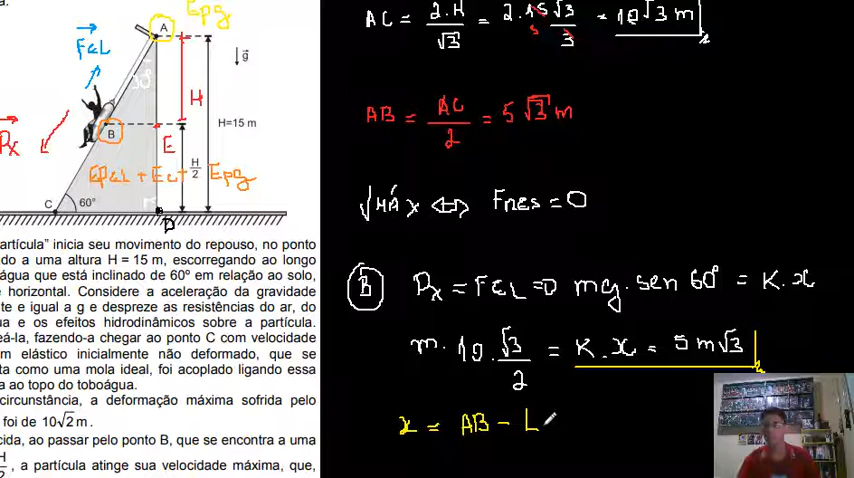 a.
Epg
A
FEL
30°
g
H
H=15 m
Px
B
E
H/2
EPEL + Ec + Epg
C
60°
D
artícula” inicia seu movimento do repouso, no ponto
do a uma altura H = 15 m, escorregando ao longo
água que está inclinado de 60º em relação ao solo,
e horizontal. Considere a aceleração da gravidade
te e igual a g e despreze as resistências do ar, do
ua e os efeitos hidrodinâmicos sobre a partícula.
eá-la, fazendo-a chegar ao ponto C com velocidade
m elástico inicialmente não deformado, que se
ta como uma mola ideal, foi acoplado ligando essa
a ao topo do toboágua.
circunstância, a deformação máxima sofrida pelo
foi de 10√2 m.
cida, ao passar pelo ponto B, que se encontra a uma
H/2, a partícula atinge sua velocidade máxima, que,
AC = 2.H/√3 = 2.15√3/3 = 10√3 m
5
AB = AC/2 = 5√3 m
VMÁX ⇔ Fres = 0
B Px = FEL => mg.sen 60° = K.x
m.10.√3/2 = K.x = 5m√3
x = AB - L